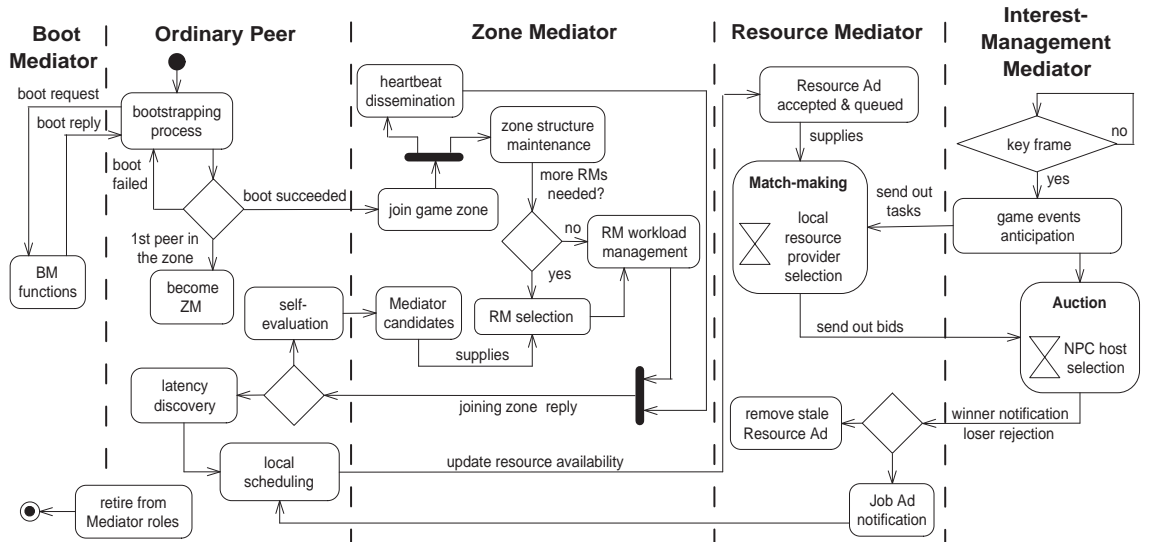 Boot
Mediator
Ordinary Peer
Zone Mediator
Resource Mediator
Interest-
Management
Mediator
boot request
boot reply
bootstrapping
process
boot
failed
boot succeeded
1st peer in
the zone
BM
functions
become
ZM
heartbeat
dissemination
zone structure
maintenance
more RMs
needed?
join game zone
no
RM workload
management
yes
self-
evaluation
Mediator
candidates
RM selection
supplies
latency
discovery
joining zone reply
local
scheduling
update resource availability
retire from
Mediator roles
Resource Ad
accepted & queued
supplies
Match-making
local
resource
provider
selection
send out
tasks
key frame
no
yes
game events
anticipation
send out bids
Auction
NPC host
selection
remove stale
Resource Ad
winner notification
loser rejection
Job Ad
notification